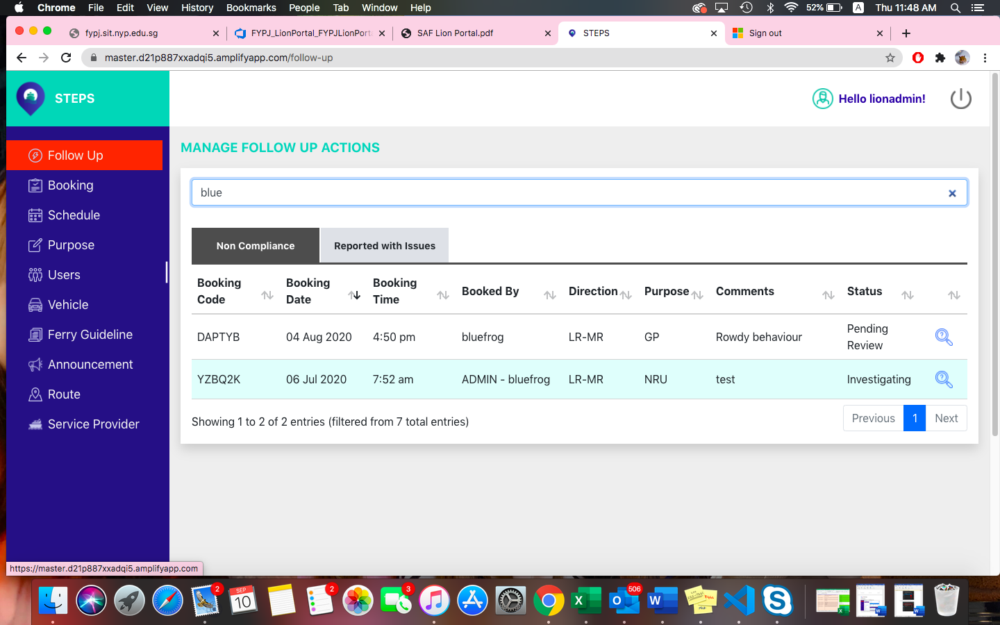 Chrome File Edit View History Bookmarks People Tab Window Help 52% A Thu 11:48 AM
fypj.sit.nyp.edu.sg FYPJ_LionPortal_FYPJLionPort SAF Lion Portal.pdf STEPS Sign out
master.d21p887xxadqi5.amplifyapp.com/follow-up
STEPS
Hello lionadmin!
Follow Up
Booking
Schedule
Purpose
Users
Vehicle
Ferry Guideline
Announcement
Route
Service Provider
MANAGE FOLLOW UP ACTIONS
blue
Non Compliance Reported with Issues
Booking Code Booking Date Booking Time Booked By Direction Purpose Comments Status
DAPTYB 04 Aug 2020 4:50 pm bluefrog LR-MR GP Rowdy behaviour Pending Review
YZBQ2K 06 Jul 2020 7:52 am ADMIN - bluefrog LR-MR NRU test Investigating
Showing 1 to 2 of 2 entries (filtered from 7 total entries) Previous 1 Next
https://master.d21p887xxadqi5.amplifyapp.com
2 SEP 10 2 3 506